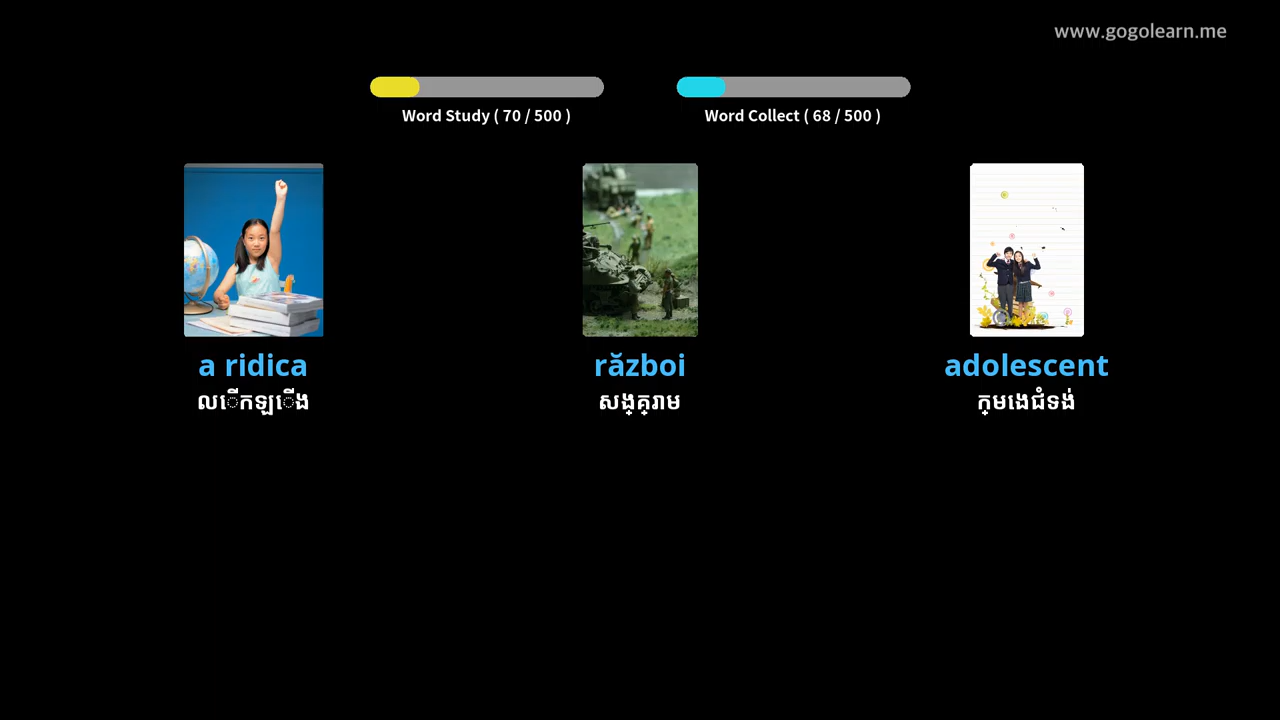 www.gogolearn.me
Word Study ( 70 / 500 )
Word Collect ( 68 / 500 )
a ridica
លើកឡើង
război
សង្គ្រាម
adolescent
ក្មេងជំទង់